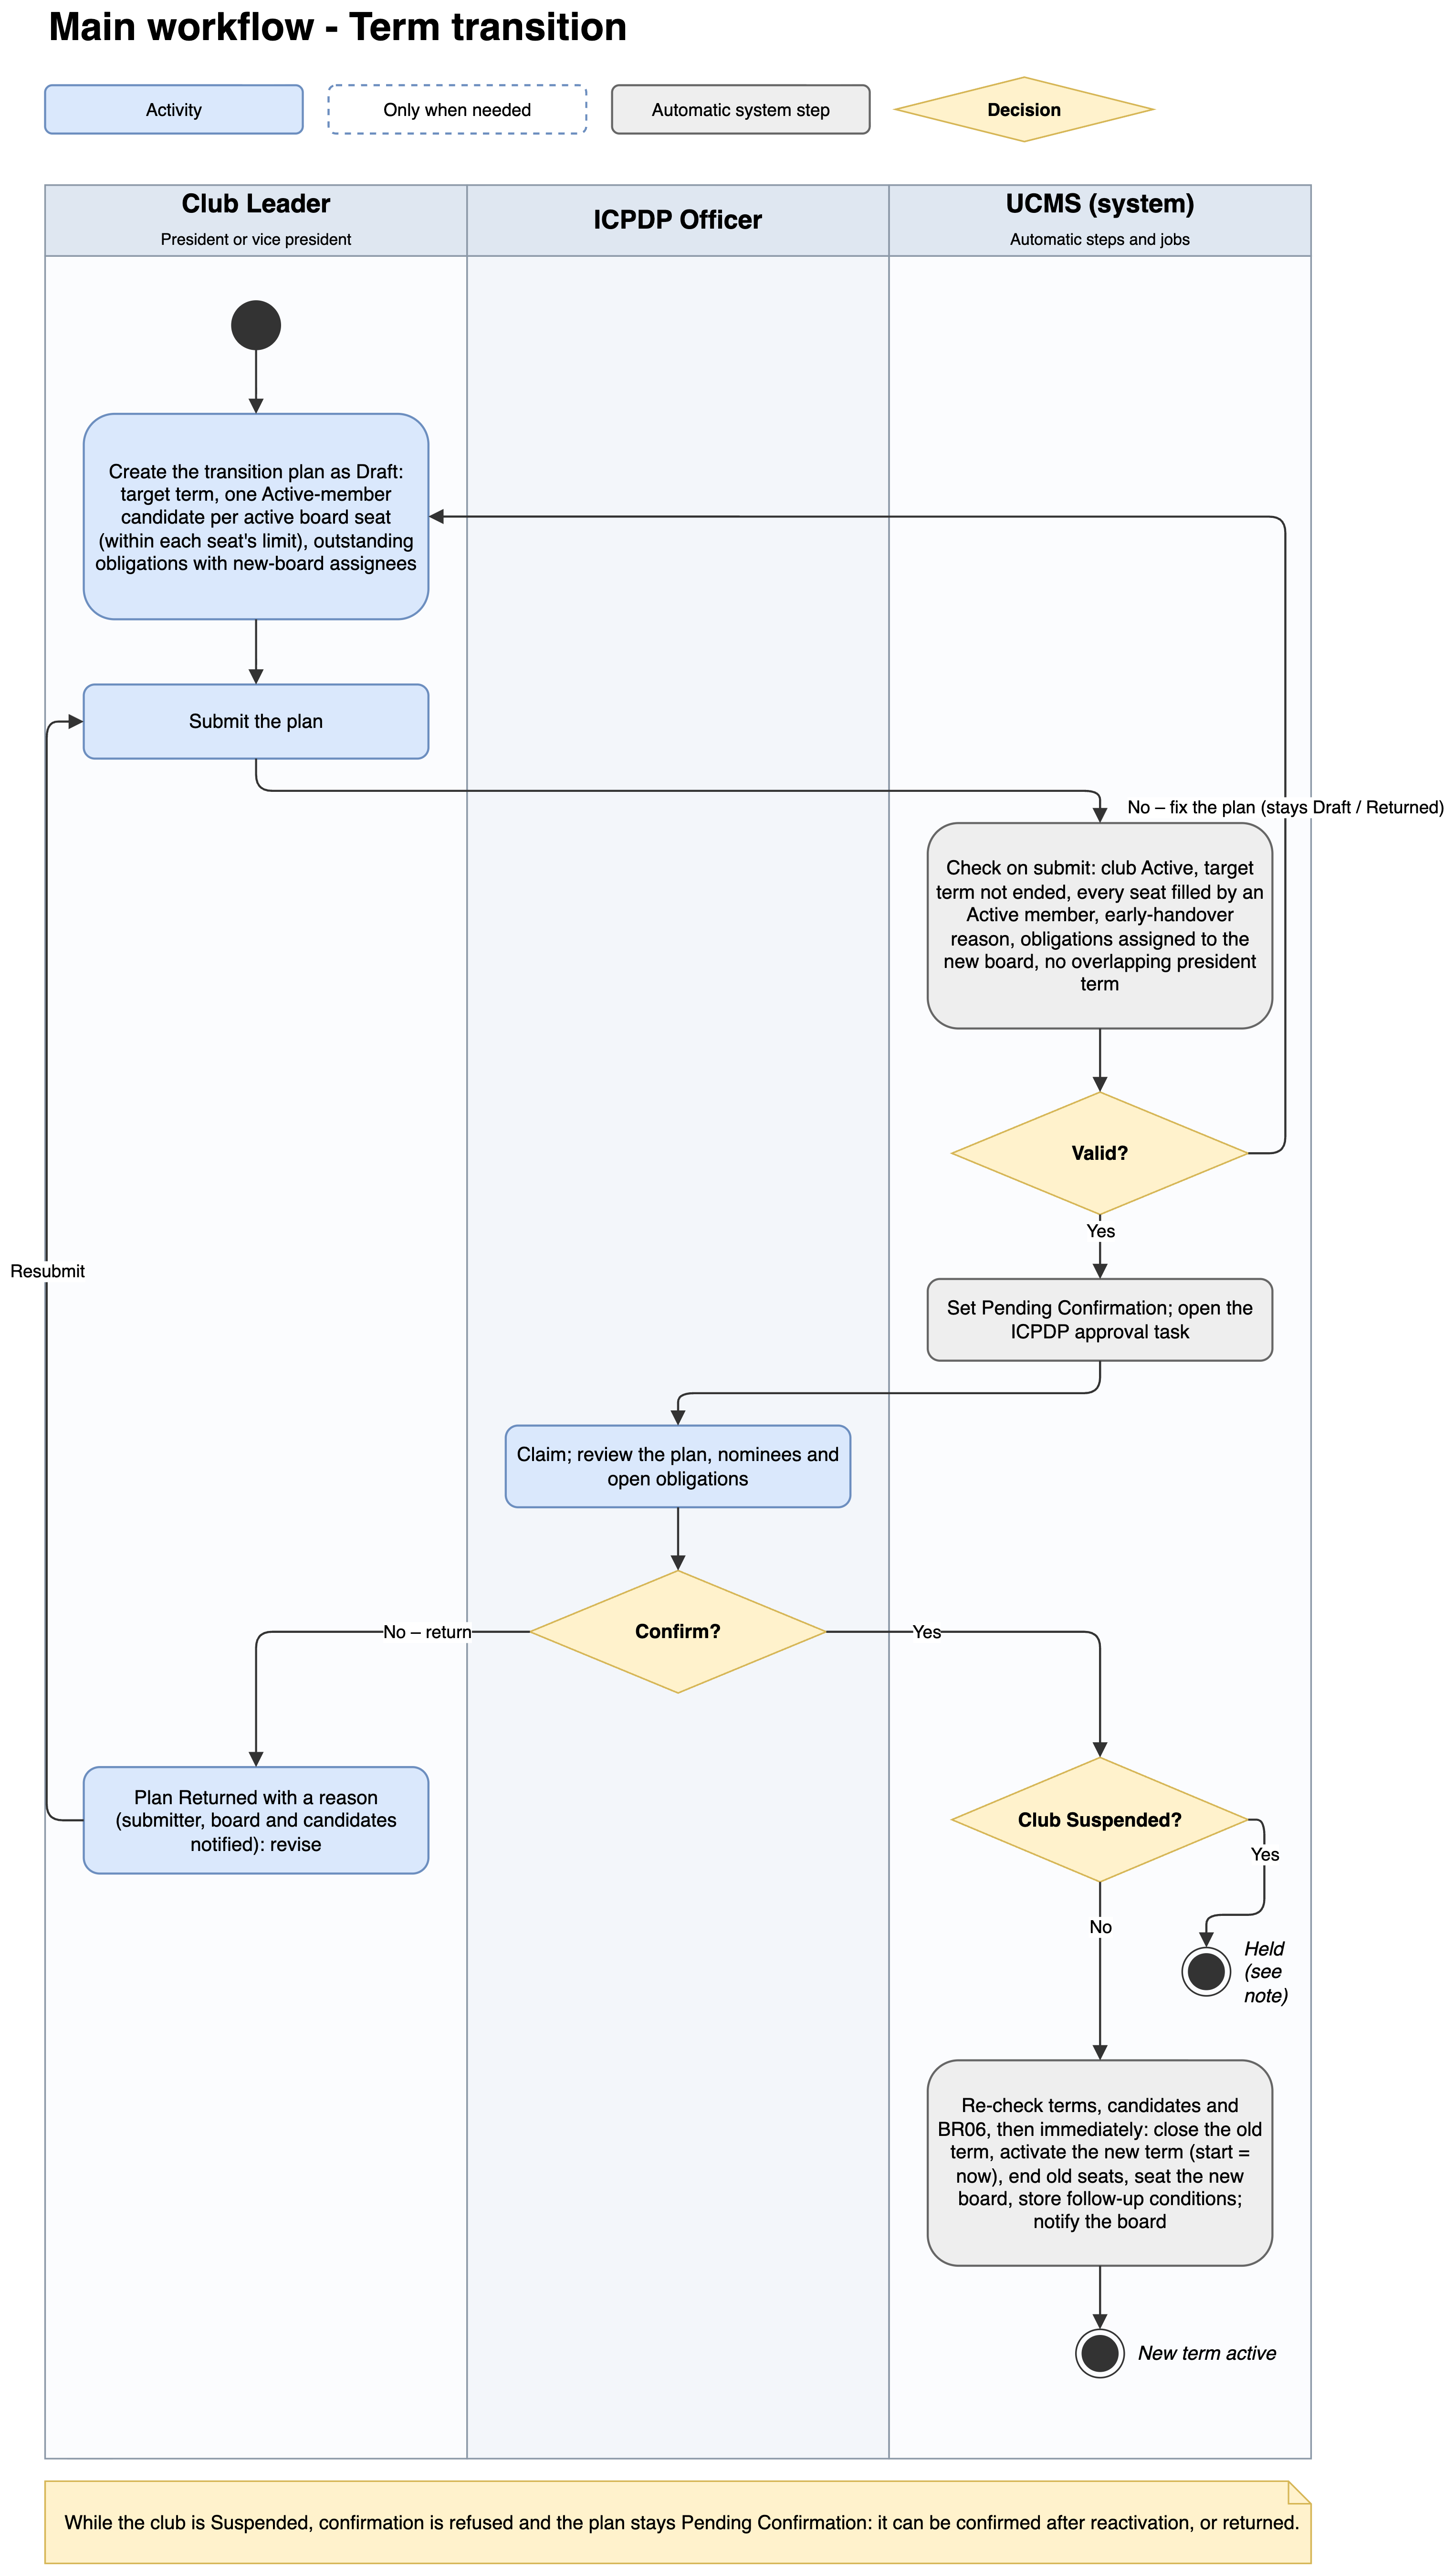 Main workflow - Term transition
Activity
Only when needed
Automatic system step
Decision
Club Leader
President or vice president
ICPDP Officer
UCMS (system)
Automatic steps and jobs
Create the transition plan as Draft:
target term, one Active-member
candidate per active board seat
(within each seat's limit), outstanding
obligations with new-board assignees
Submit the plan
No – fix the plan (stays Draft / Returned)
Check on submit: club Active, target
term not ended, every seat filled by an
Active member, early-handover
reason, obligations assigned to the
new board, no overlapping president
term
Valid?
Yes
Resubmit
Set Pending Confirmation; open the
ICPDP approval task
Claim; review the plan, nominees and
open obligations
No – return
Confirm?
Yes
Plan Returned with a reason
(submitter, board and candidates
notified): revise
Club Suspended?
Yes
No
Held
(see
note)
Re-check terms, candidates and
BR06, then immediately: close the old
term, activate the new term (start =
now), end old seats, seat the new
board, store follow-up conditions;
notify the board
New term active
While the club is Suspended, confirmation is refused and the plan stays Pending Confirmation: it can be confirmed after reactivation, or returned.